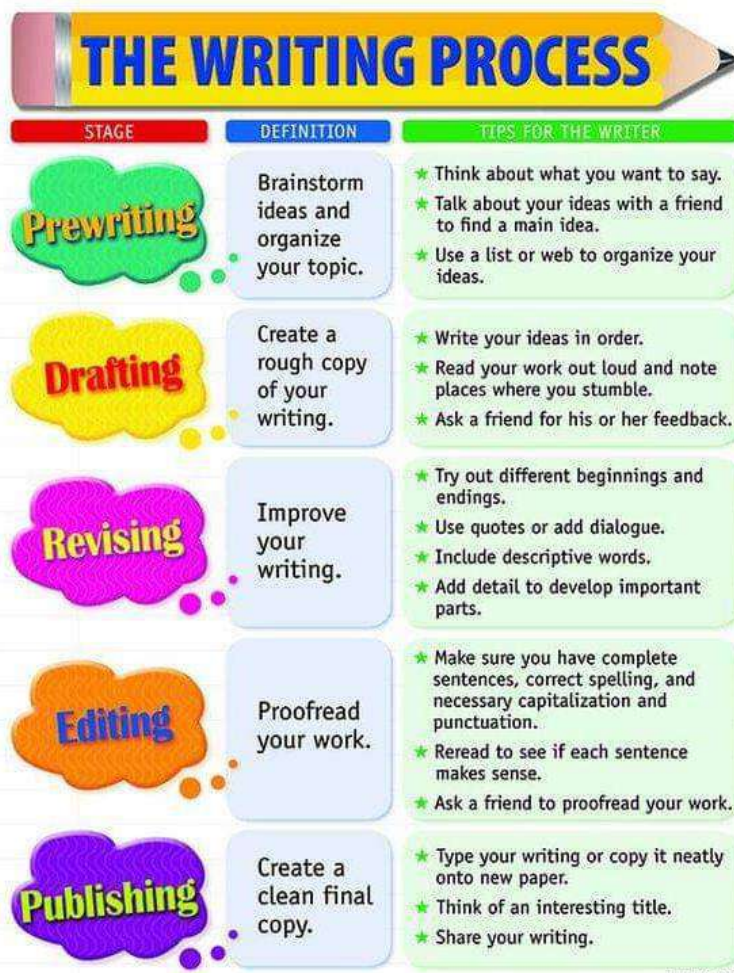 THE WRITING PROCESS
STAGE
DEFINITION
TIPS FOR THE WRITER
Prewriting
Brainstorm
ideas and
organize
your topic.
★ Think about what you want to say.
★ Talk about your ideas with a friend
to find a main idea.
★ Use a list or web to organize your
ideas.
Drafting
Create a
rough copy
of your
writing.
★ Write your ideas in order.
★ Read your work out loud and note
places where you stumble.
★ Ask a friend for his or her feedback.
Revising
Improve
your
writing.
★ Try out different beginnings and
endings.
★ Use quotes or add dialogue.
★ Include descriptive words.
★ Add detail to develop important
parts.
Editing
Proofread
your work.
★ Make sure you have complete
sentences, correct spelling, and
necessary capitalization and
punctuation.
★ Reread to see if each sentence
makes sense.
★ Ask a friend to proofread your work.
Publishing
Create a
clean final
copy.
★ Type your writing or copy it neatly
onto new paper.
★ Think of an interesting title.
★ Share your writing.